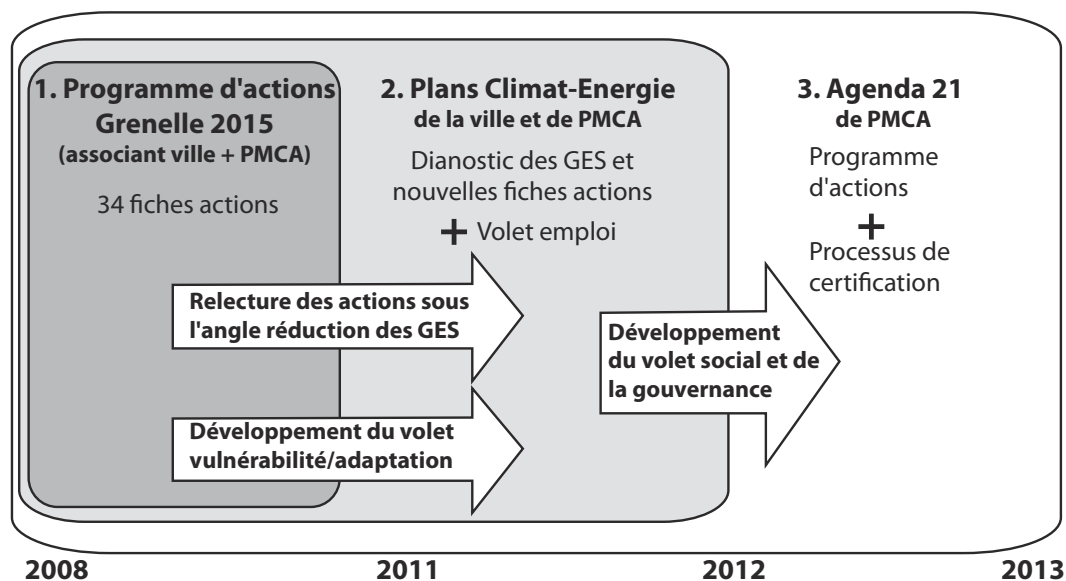 1. Programme d'actions
Grenelle 2015
(associant ville + PMCA)
34 fiches actions
2. Plans Climat-Energie
de la ville et de PMCA
Dianostic des GES et
nouvelles fiches actions
+ Volet emploi
3. Agenda 21
de PMCA
Programme
d'actions
+
Processus de
certification
Relecture des actions sous
l'angle réduction des GES
Développement du volet
vulnérabilité/adaptation
Développement
du volet social et de
la gouvernance
2008
2011
2012
2013